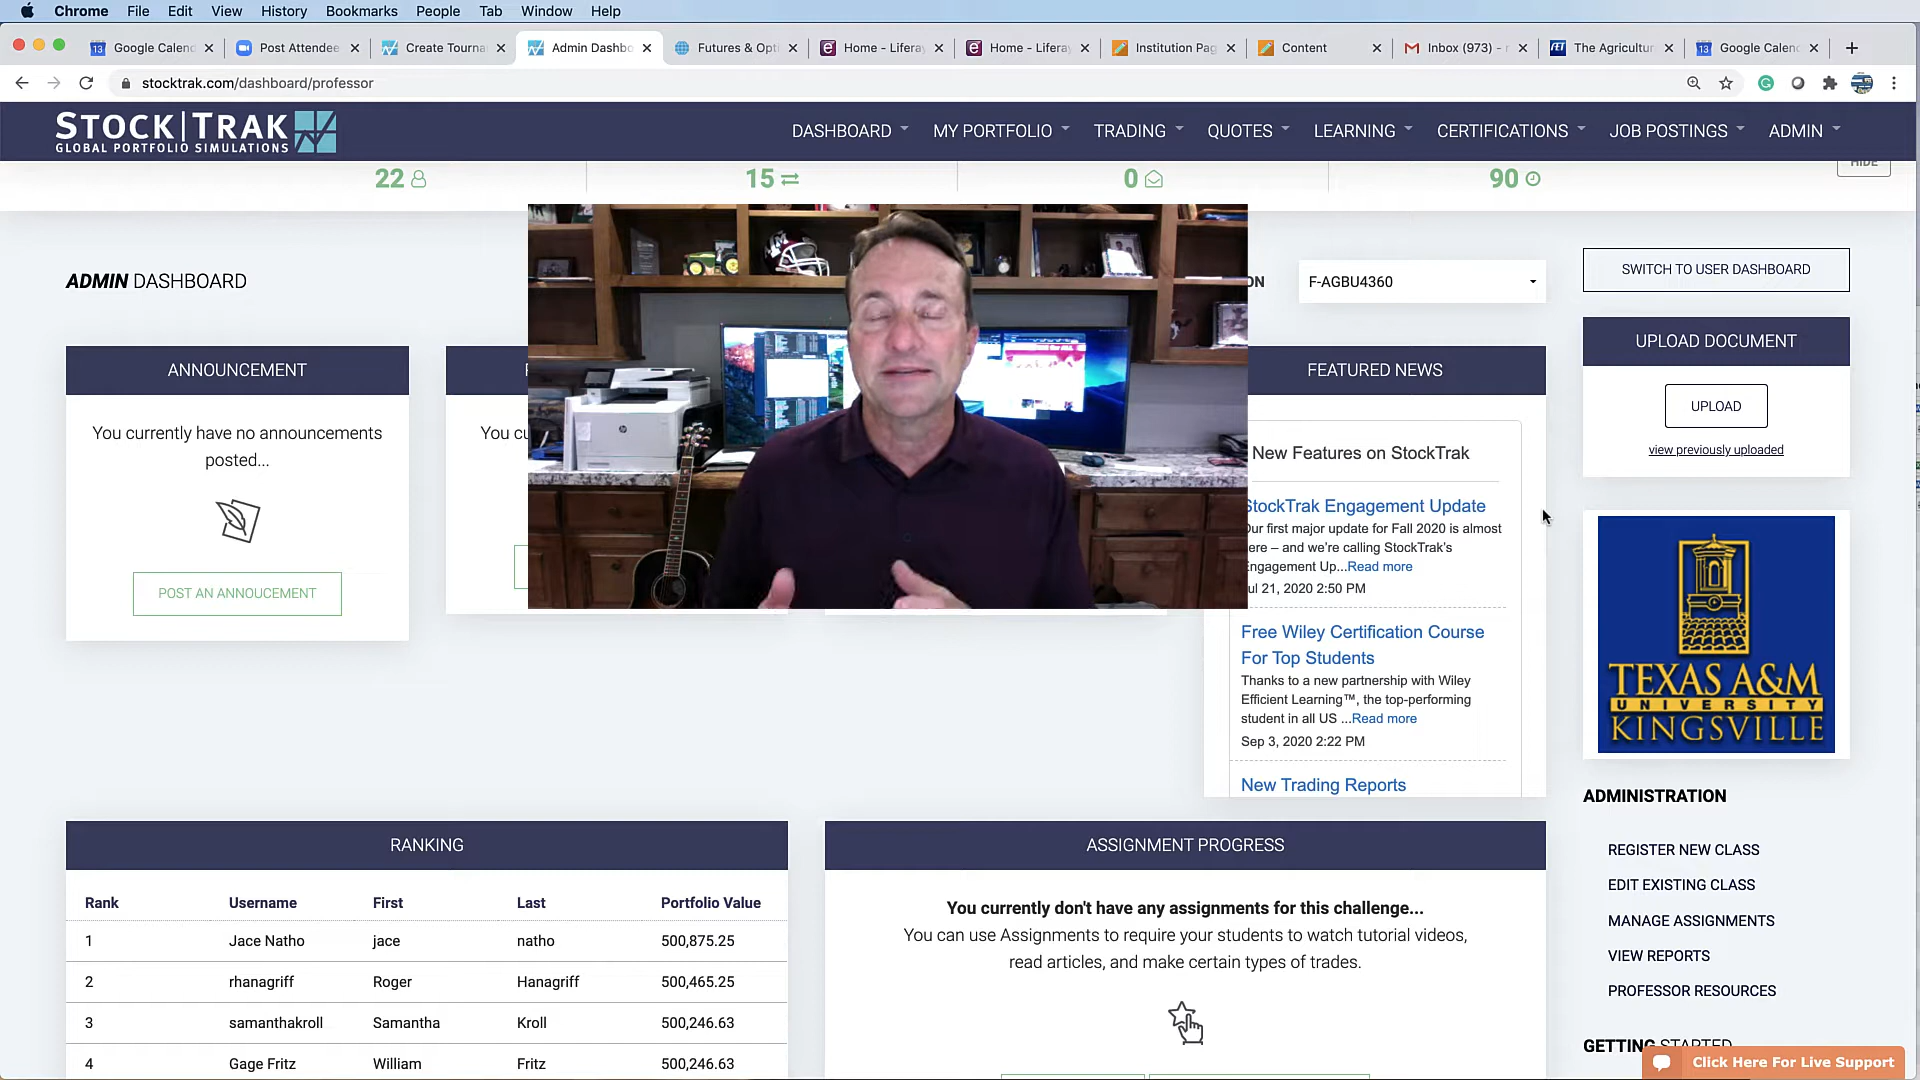 Chrome File Edit View History Bookmarks People Tab Window Help
Google Calen Post Attendee Create Tourna Admin Dashbo Futures & Opti Home - Liferay Home - Liferay Institution Pag Content Inbox (973) - The Agricultur Google Calen
stocktrak.com/dashboard/professor
STOCK|TRAK
GLOBAL PORTFOLIO SIMULATIONS
DASHBOARD MY PORTFOLIO TRADING QUOTES LEARNING CERTIFICATIONS JOB POSTINGS ADMIN
HIDE
22 15 0 90
ADMIN DASHBOARD
ON F-AGBU4360
SWITCH TO USER DASHBOARD
ANNOUNCEMENT
You currently have no announcements
posted...
POST AN ANNOUCEMENT
You cu
FEATURED NEWS
New Features on StockTrak
StockTrak Engagement Update
Our first major update for Fall 2020 is almost
ere – and we're calling StockTrak's
Engagement Up...Read more
Jul 21, 2020 2:50 PM
Free Wiley Certification Course
For Top Students
Thanks to a new partnership with Wiley
Efficient Learning™, the top-performing
student in all US ...Read more
Sep 3, 2020 2:22 PM
New Trading Reports
UPLOAD DOCUMENT
UPLOAD
view previously uploaded
TEXAS A&M
UNIVERSITY
KINGSVILLE
ADMINISTRATION
REGISTER NEW CLASS
EDIT EXISTING CLASS
MANAGE ASSIGNMENTS
VIEW REPORTS
PROFESSOR RESOURCES
GETTING STARTED
RANKING
Rank Username First Last Portfolio Value
1 Jace Natho jace natho 500,875.25
2 rhanagriff Roger Hanagriff 500,465.25
3 samanthakroll Samantha Kroll 500,246.63
4 Gage Fritz William Fritz 500,246.63
ASSIGNMENT PROGRESS
You currently don't have any assignments for this challenge...
You can use Assignments to require your students to watch tutorial videos,
read articles, and make certain types of trades.
Click Here For Live Support